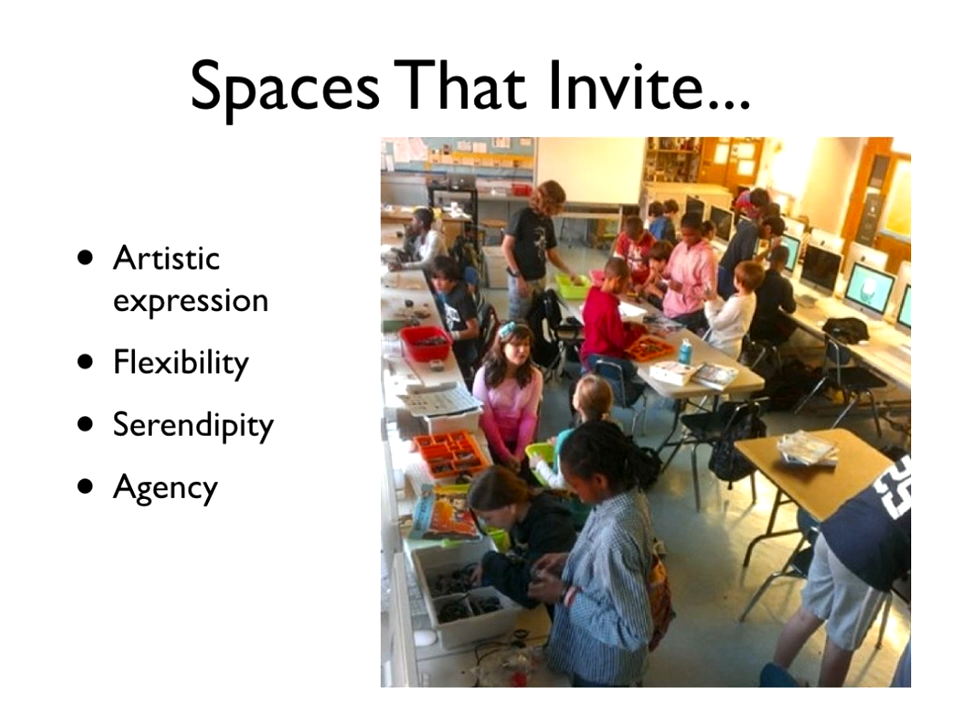 Spaces That Invite...
• Artistic
expression
• Flexibility
• Serendipity
• Agency